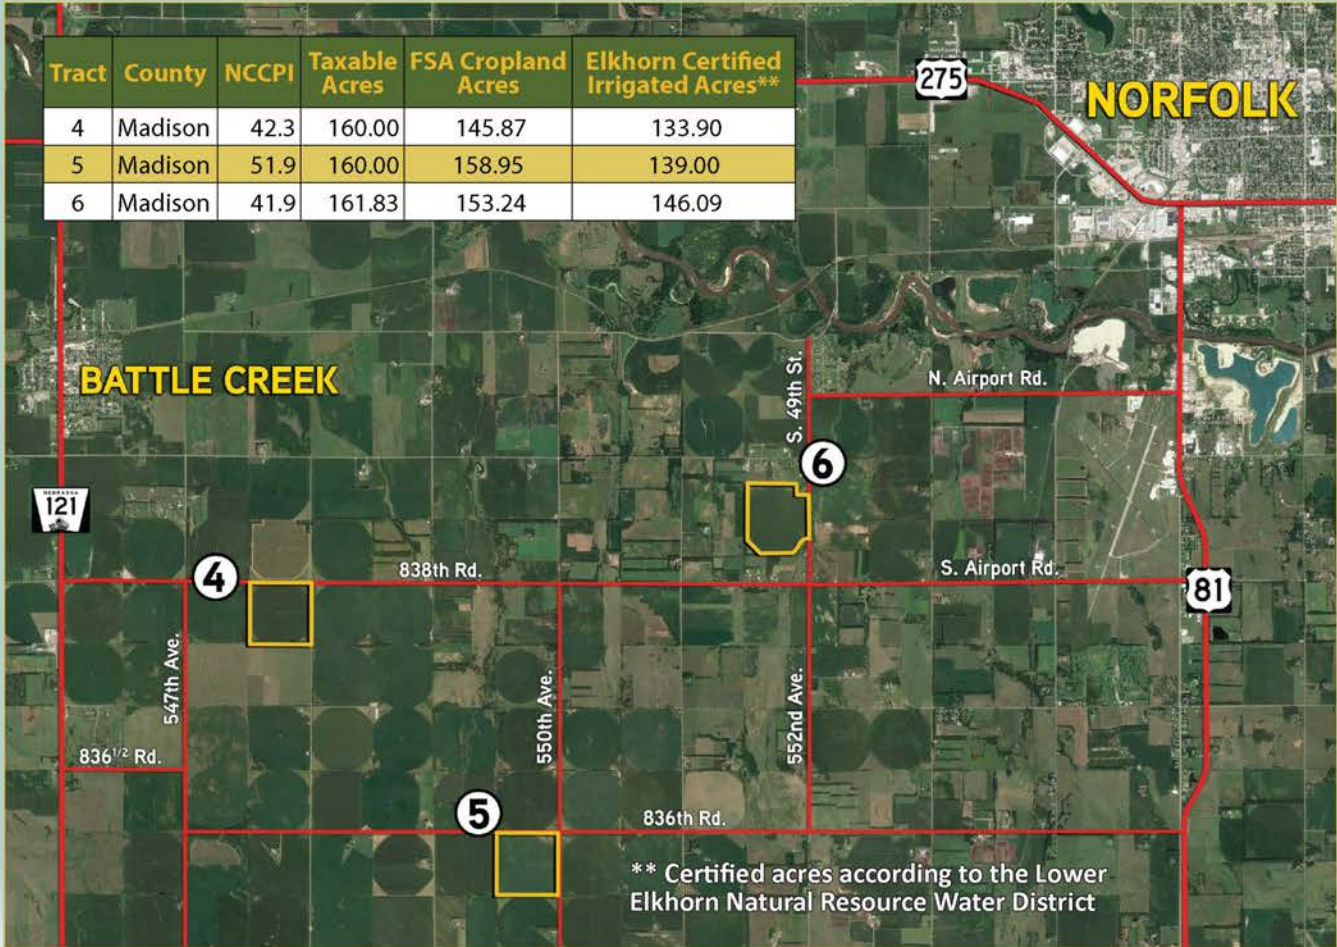 Tract County NCCPI Taxable Acres FSA Cropland Acres Elkhorn Certified Irrigated Acres**
4 Madison 42.3 160.00 145.87 133.90
5 Madison 51.9 160.00 158.95 139.00
6 Madison 41.9 161.83 153.24 146.09
275
NORFOLK
BATTLE CREEK
S. 49th St.
N. Airport Rd.
6
NEBRASKA
121
4
838th Rd.
S. Airport Rd.
81
547th Ave.
550th Ave.
552nd Ave.
836 1/2 Rd.
5
836th Rd.
** Certified acres according to the Lower
Elkhorn Natural Resource Water District